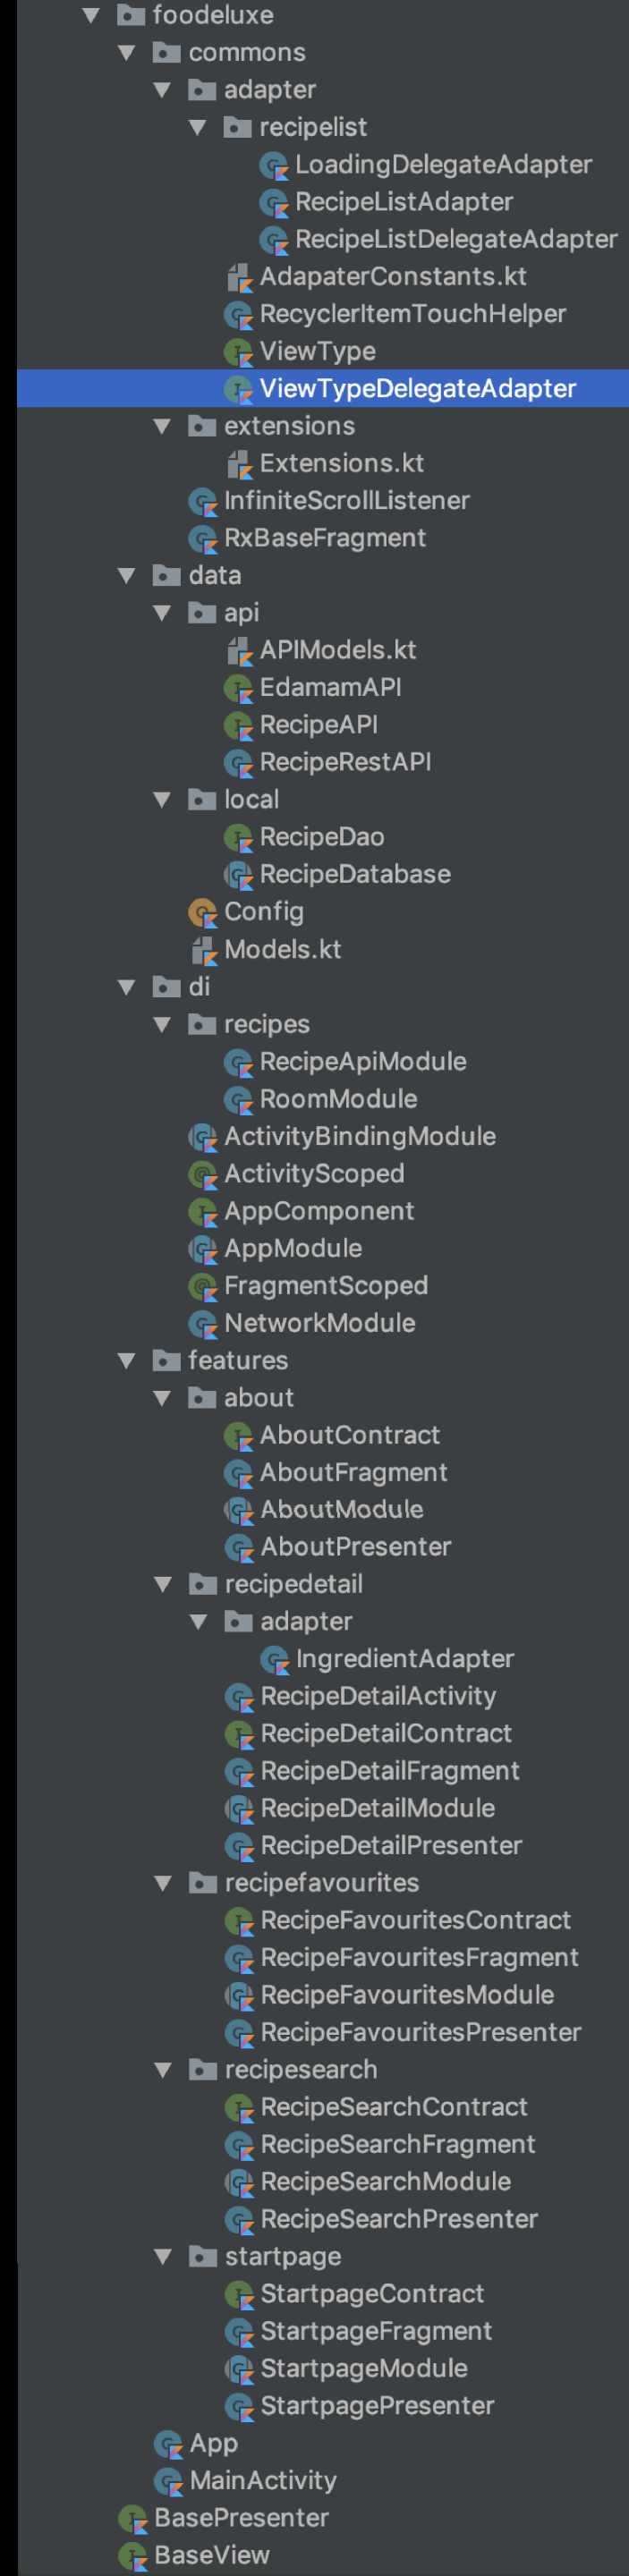 foodeluxe
commons
adapter
recipelist
LoadingDelegateAdapter
RecipeListAdapter
RecipeListDelegateAdapter
AdapaterConstants.kt
RecyclerItemTouchHelper
ViewType
ViewTypeDelegateAdapter
extensions
Extensions.kt
InfiniteScrollListener
RxBaseFragment
data
api
APIModels.kt
EdamamAPI
RecipeAPI
RecipeRestAPI
local
RecipeDao
RecipeDatabase
Config
Models.kt
di
recipes
RecipeApiModule
RoomModule
ActivityBindingModule
ActivityScoped
AppComponent
AppModule
FragmentScoped
NetworkModule
features
about
AboutContract
AboutFragment
AboutModule
AboutPresenter
recipedetail
adapter
IngredientAdapter
RecipeDetailActivity
RecipeDetailContract
RecipeDetailFragment
RecipeDetailModule
RecipeDetailPresenter
recipefavourites
RecipeFavouritesContract
RecipeFavouritesFragment
RecipeFavouritesModule
RecipeFavouritesPresenter
recipesearch
RecipeSearchContract
RecipeSearchFragment
RecipeSearchModule
RecipeSearchPresenter
startpage
StartpageContract
StartpageFragment
StartpageModule
StartpagePresenter
App
MainActivity
BasePresenter
BaseView